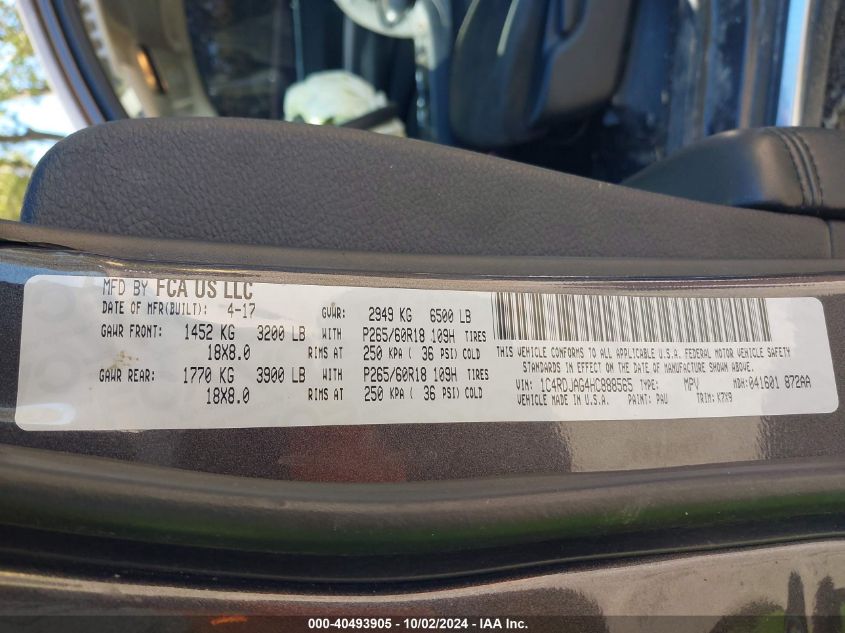 MFD BY FCA US LLC
DATE OF MFR(BUILT): 4-17 GVWR: 2949 KG 6500 LB
GAWR FRONT: 1452 KG 3200 LB WITH P265/60R18 109H TIRES
18X8.0 RIMS AT 250 KPA ( 36 PSI) COLD
GAWR REAR: 1770 KG 3900 LB WITH P265/60R18 109H TIRES
18X8.0 RIMS AT 250 KPA ( 36 PSI) COLD
THIS VEHICLE CONFORMS TO ALL APPLICABLE U.S.A. FEDERAL MOTOR VEHICLE SAFETY
STANDARDS IN EFFECT ON THE DATE OF MANUFACTURE SHOWN ABOVE.
VIN: 1C4RDJAG4HC888565 TYPE: MPV MDH: 041601 872AA
VEHICLE MADE IN U.S.A. PAINT: PAU TRIM: K7X9
000-40493905 - 10/02/2024 - IAA Inc.